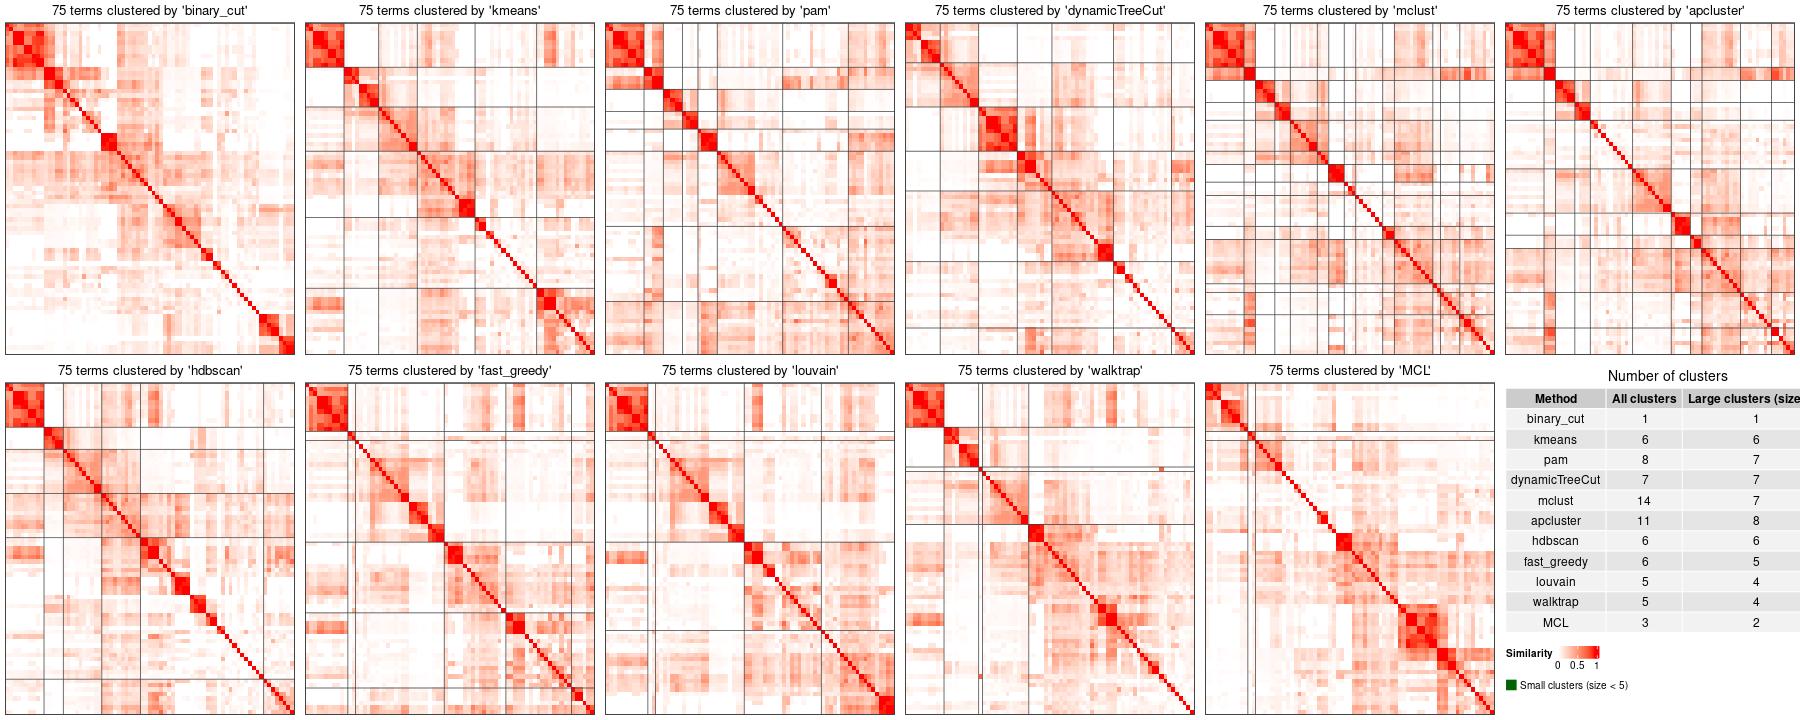 75 terms clustered by 'binary_cut'
75 terms clustered by 'kmeans'
75 terms clustered by 'pam'
75 terms clustered by 'dynamicTreeCut'
75 terms clustered by 'mclust'
75 terms clustered by 'apcluster'
75 terms clustered by 'hdbscan'
75 terms clustered by 'fast_greedy'
75 terms clustered by 'louvain'
75 terms clustered by 'walktrap'
75 terms clustered by 'MCL'
Number of clusters
Method All clusters Large clusters (size
binary_cut 1 1
kmeans 6 6
pam 8 7
dynamicTreeCut 7 7
mclust 14 7
apcluster 11 8
hdbscan 6 6
fast_greedy 6 5
louvain 5 4
walktrap 5 4
MCL 3 2
Similarity
0 0.5 1
Small clusters (size < 5)